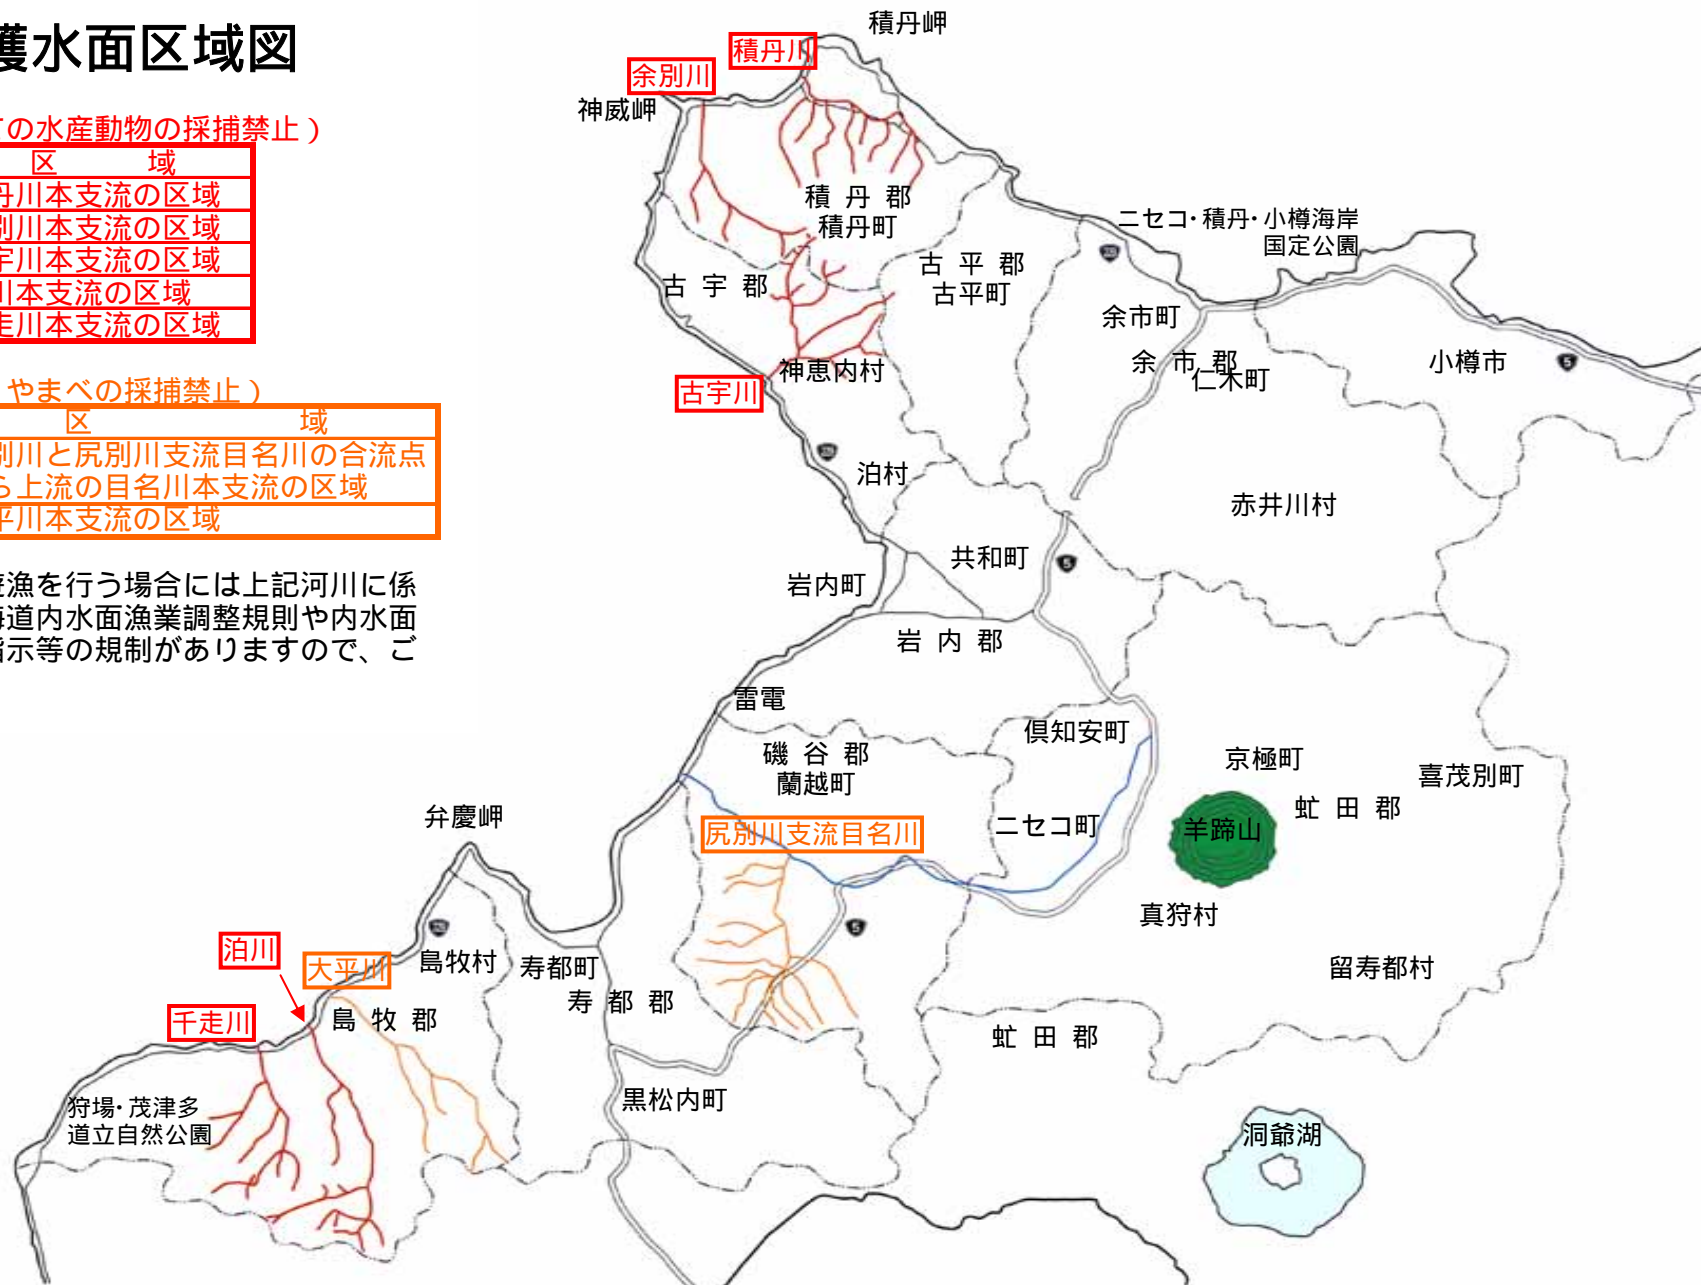 護水面区域図
ての水産動物の採捕禁止）
区　域
丹川本支流の区域
別川本支流の区域
宇川本支流の区域
川本支流の区域
走川本支流の区域
やまべの採捕禁止）
区　域
別川と尻別川支流目名川の合流点
ら上流の目名川本支流の区域
平川本支流の区域
遊漁を行う場合には上記河川に係
海道内水面漁業調整規則や内水面
指示等の規制がありますので、ご
積丹岬
積丹川
余別川
神威岬
積丹郡
積丹町
ニセコ・積丹・小樽海岸
国定公園
古平郡
古平町
古宇郡
余市町
余市郡
仁木町
小樽市
5
神恵内村
古宇川
泊村
赤井川村
共和町
5
岩内町
岩内郡
雷電
倶知安町
磯谷郡
蘭越町
京極町
喜茂別町
虻田郡
弁慶岬
尻別川支流目名川
ニセコ町
羊蹄山
真狩村
5
泊川
大平川
島牧村
寿都町
留寿都村
寿都郡
千走川
島牧郡
虻田郡
黒松内町
狩場・茂津多
道立自然公園
洞爺湖